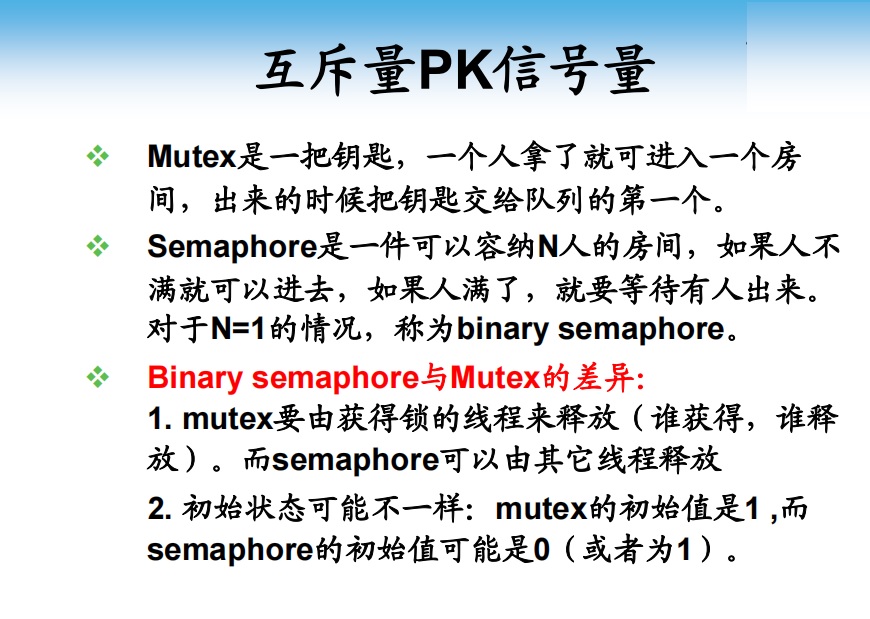 互斥量PK信号量
Mutex是一把钥匙，一个人拿了就可进入一个房
间，出来的时候把钥匙交给队列的第一个。
Semaphore是一件可以容纳N人的房间，如果人不
满就可以进去，如果人满了，就要等待有人出来。
对于N=1的情况，称为binary semaphore。
Binary semaphore与Mutex的差异：
1. mutex要由获得锁的线程来释放（谁获得，谁释
放）。而semaphore可以由其它线程释放
2. 初始状态可能不一样：mutex的初始值是1 ,而
semaphore的初始值可能是0（或者为1）。